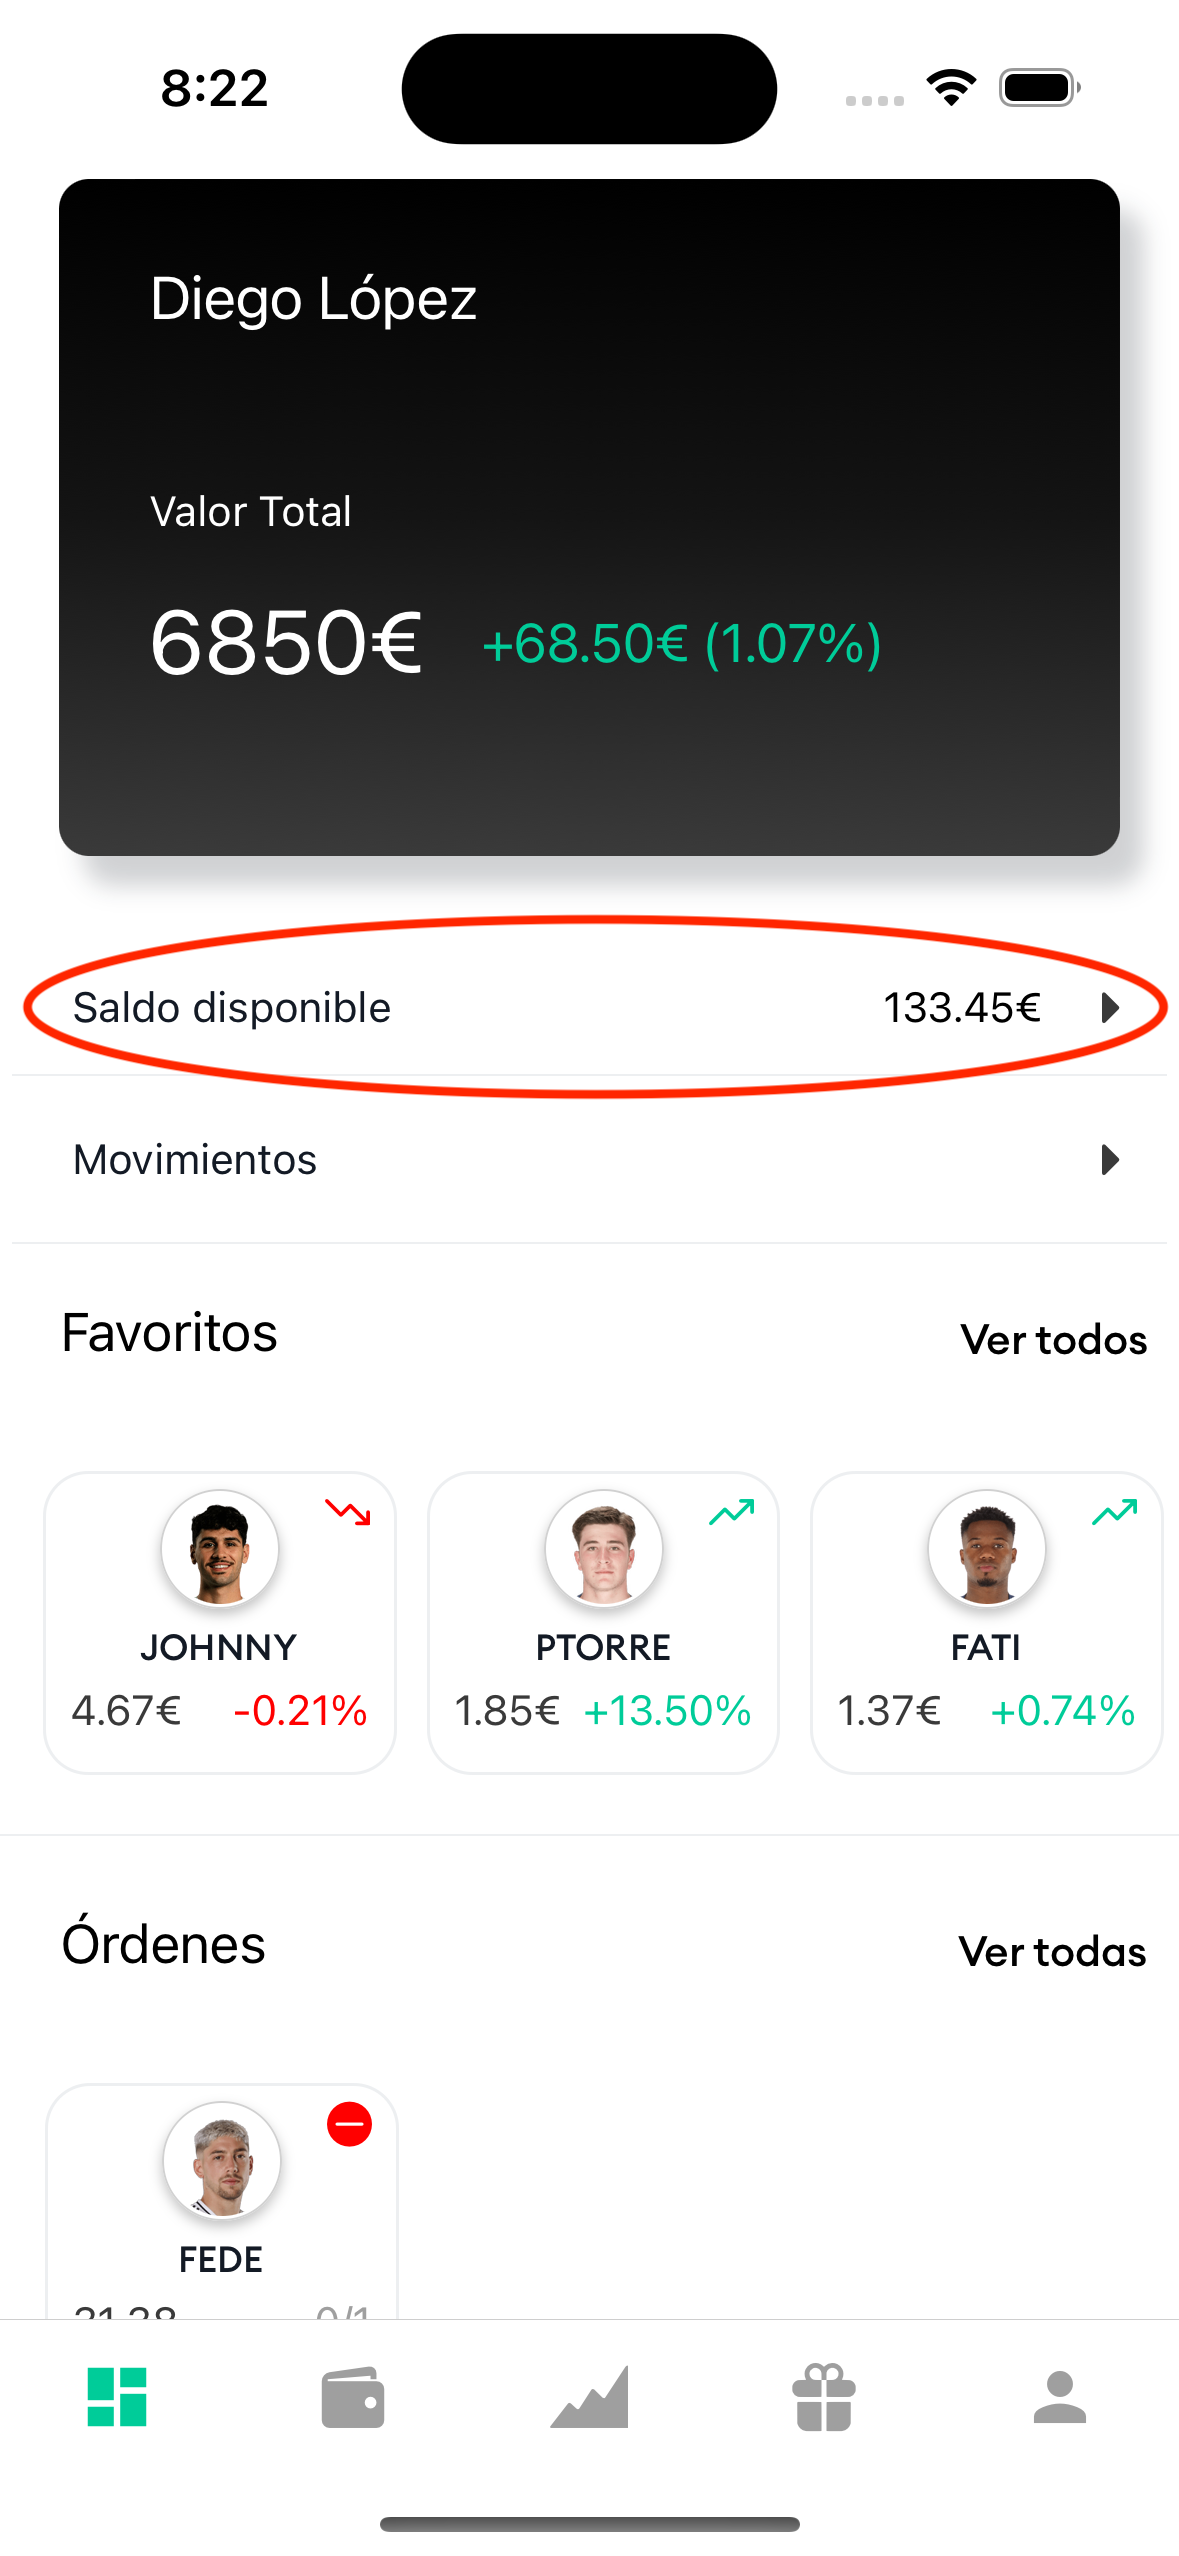 8:22
Diego López
Valor Total
6850€ +68.50€ (1.07%)
Saldo disponible 133.45€
Movimientos
Favoritos Ver todos
JOHNNY PTORRE FATI
4.67€ -0.21% 1.85€ +13.50% 1.37€ +0.74%
Órdenes Ver todas
FEDE